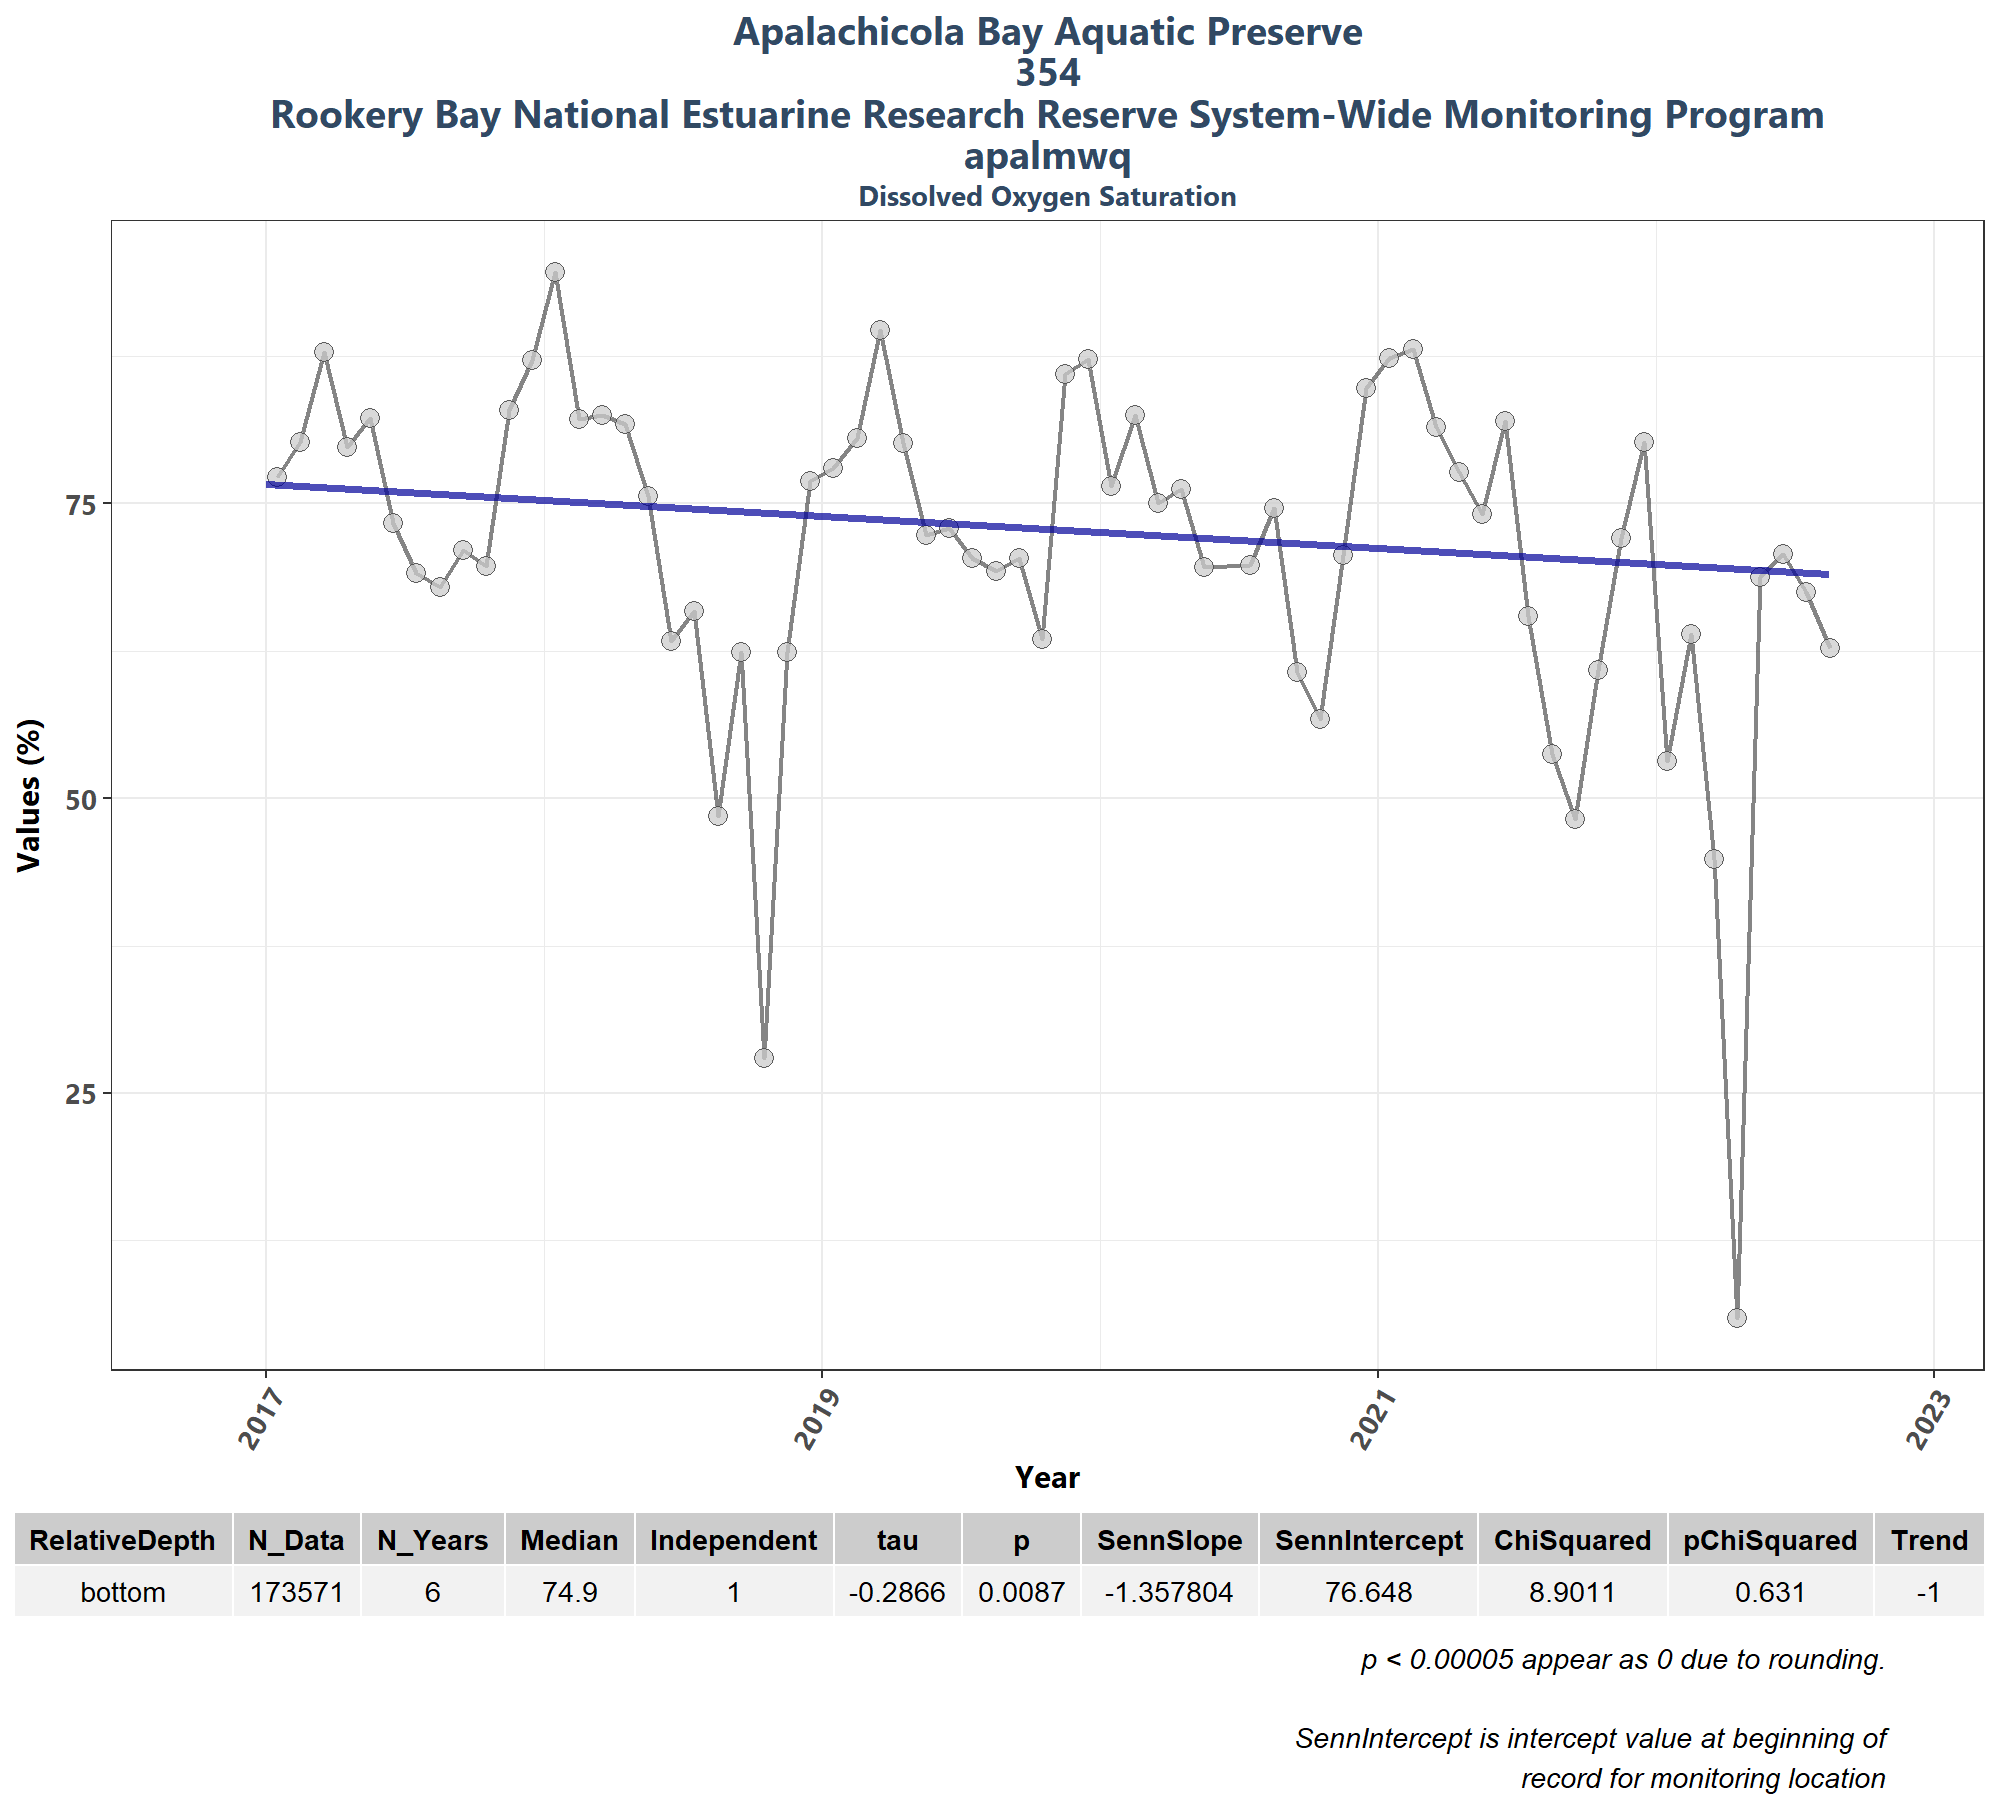 Apalachicola Bay Aquatic Preserve
354
Rookery Bay National Estuarine Research Reserve System-Wide Monitoring Program
apalmwq
Dissolved Oxygen Saturation
Values (%)
75
50
25
2017
2019
2021
2023
Year
RelativeDepth N_Data N_Years Median Independent tau p SennSlope SennIntercept ChiSquared pChiSquared Trend
bottom 173571 6 74.9 1 -0.2866 0.0087 -1.357804 76.648 8.9011 0.631 -1
p < 0.00005 appear as 0 due to rounding.
SennIntercept is intercept value at beginning of
record for monitoring location